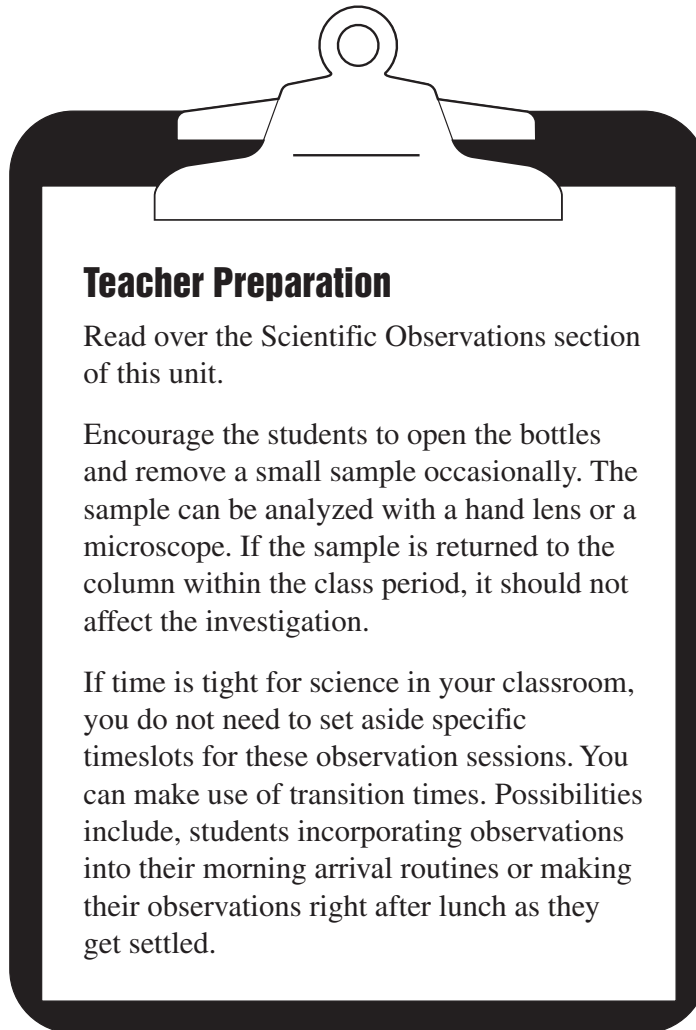 Teacher Preparation
Read over the Scientific Observations section
of this unit.
Encourage the students to open the bottles
and remove a small sample occasionally. The
sample can be analyzed with a hand lens or a
microscope. If the sample is returned to the
column within the class period, it should not
affect the investigation.
If time is tight for science in your classroom,
you do not need to set aside specific
timeslots for these observation sessions. You
can make use of transition times. Possibilities
include, students incorporating observations
into their morning arrival routines or making
their observations right after lunch as they
get settled.